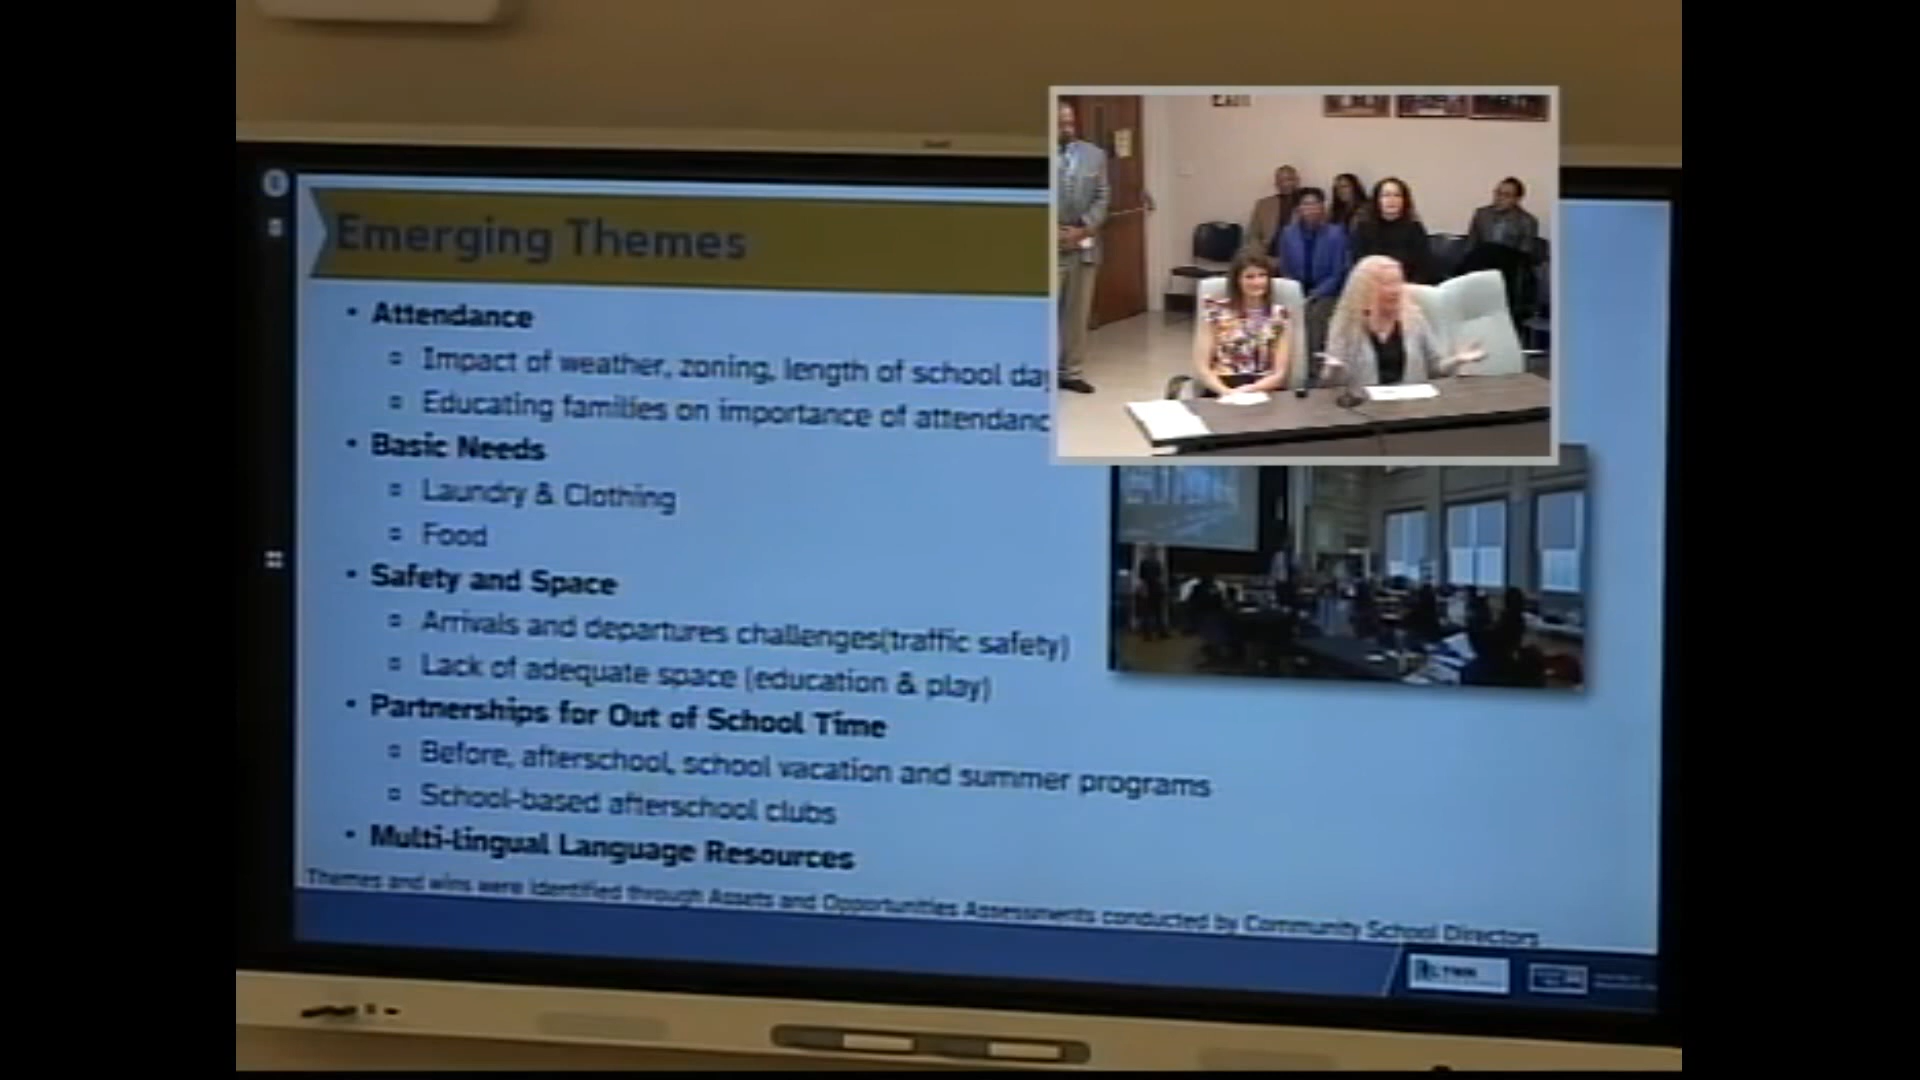 EXIT
Emerging Themes
• Attendance
▫ Impact of weather, zoning, length of school day
▫ Educating families on importance of attendanc
• Basic Needs
▫ Laundry & Clothing
▫ Food
• Safety and Space
▫ Arrivals and departures challenges(traffic safety)
▫ Lack of adequate space (education & play)
• Partnerships for Out of School Time
▫ Before, afterschool, school vacation and summer programs
▫ School-based afterschool clubs
• Multi-lingual Language Resources
Themes and wins were identified through Assets and Opportunities Assessments conducted by Community School Directors